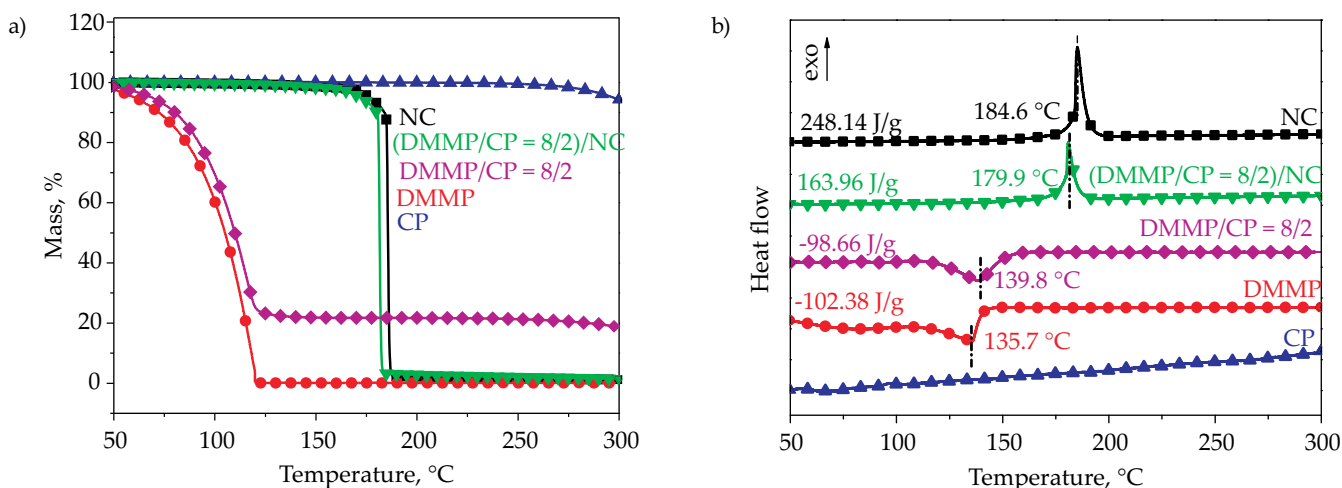 a)
120
100
80
60
40
20
0
Mass, %
NC
(DMMP/CP = 8/2)/NC
DMMP/CP = 8/2
DMMP
CP
50 100 150 200 250 300
Temperature, °C
b)
exo
Heat flow
248.14 J/g 184.6 °C NC
163.96 J/g 179.9 °C (DMMP/CP = 8/2)/NC
-98.66 J/g 139.8 °C DMMP/CP = 8/2
-102.38 J/g 135.7 °C DMMP
CP
50 100 150 200 250 300
Temperature, °C